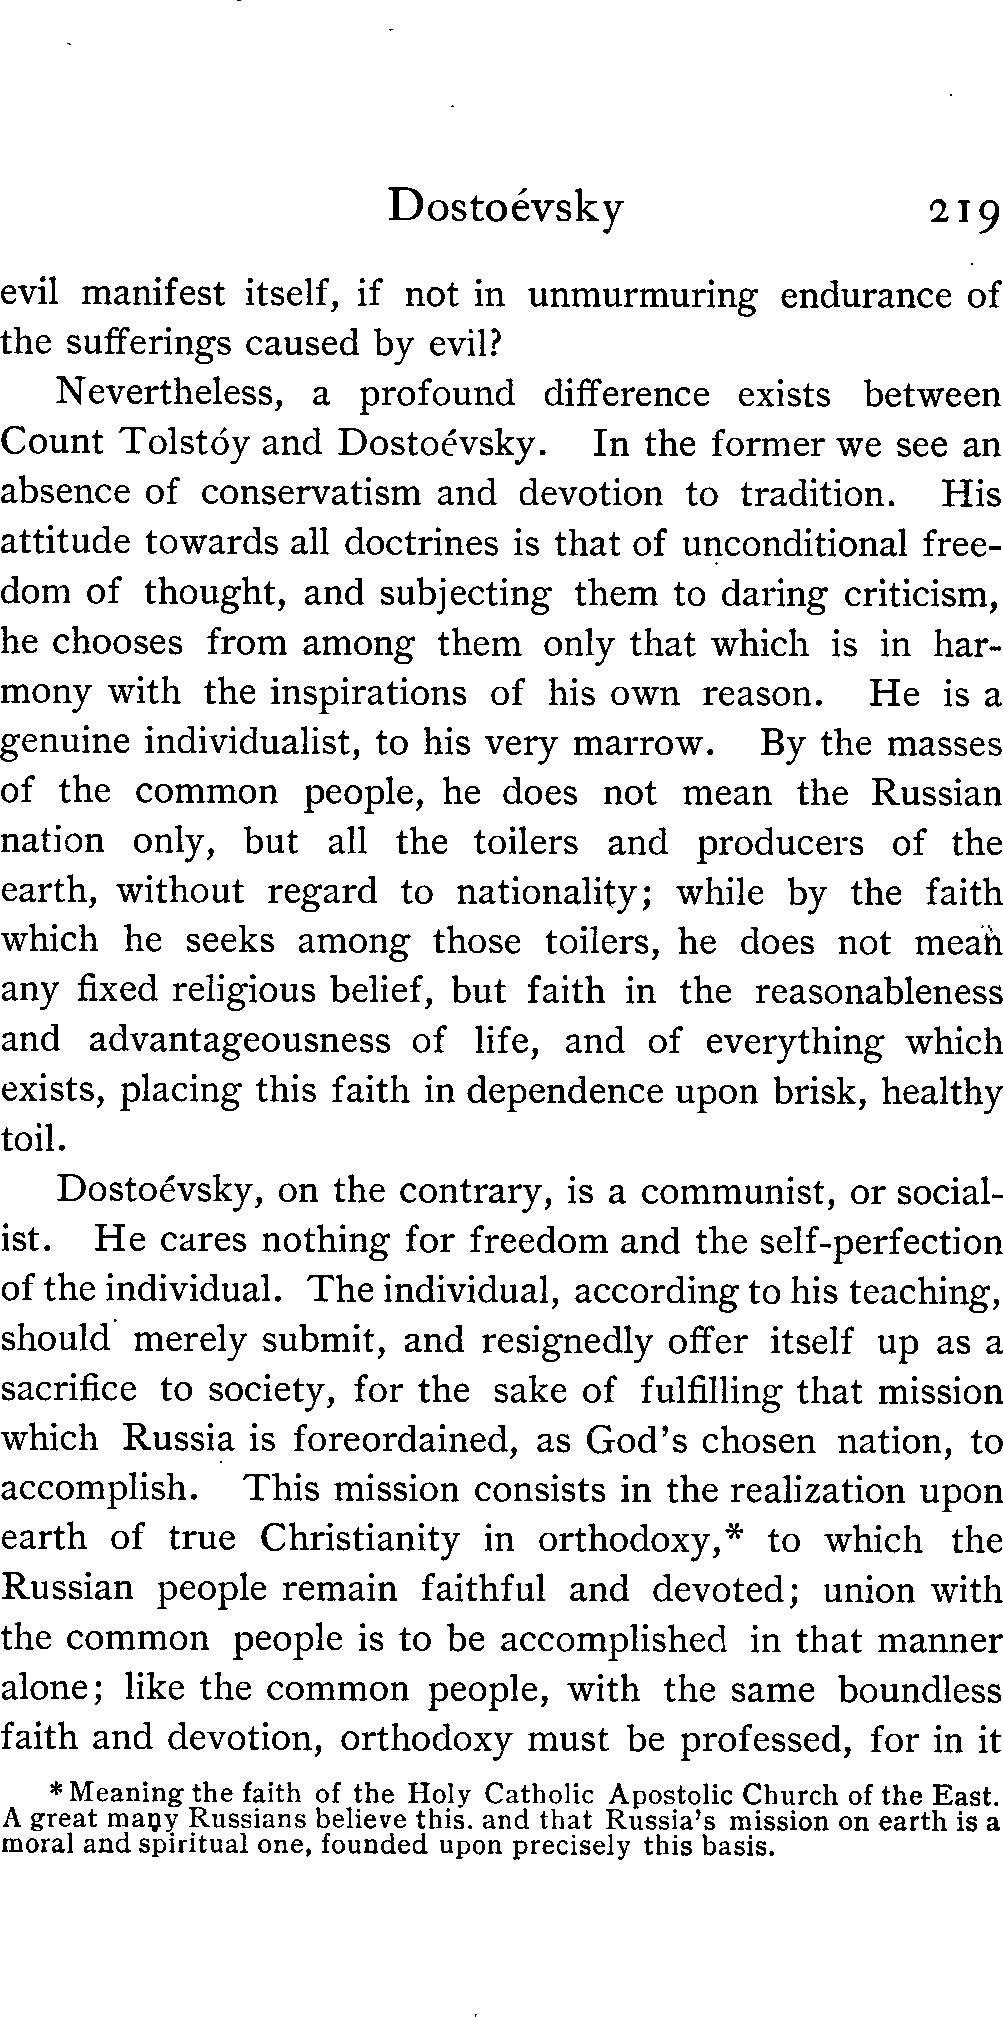 Dostoévsky 219
evil manifest itself, if not in unmurmuring endurance of
the sufferings caused by evil?
Nevertheless, a profound difference exists between
Count Tolstóy and Dostoévsky. In the former we see an
absence of conservatism and devotion to tradition. His
attitude towards all doctrines is that of unconditional free-
dom of thought, and subjecting them to daring criticism,
he chooses from among them only that which is in har-
mony with the inspirations of his own reason. He is a
genuine individualist, to his very marrow. By the masses
of the common people, he does not mean the Russian
nation only, but all the toilers and producers of the
earth, without regard to nationality; while by the faith
which he seeks among those toilers, he does not mean
any fixed religious belief, but faith in the reasonableness
and advantageousness of life, and of everything which
exists, placing this faith in dependence upon brisk, healthy
toil.
Dostoévsky, on the contrary, is a communist, or social-
ist. He cares nothing for freedom and the self-perfection
of the individual. The individual, according to his teaching,
should merely submit, and resignedly offer itself up as a
sacrifice to society, for the sake of fulfilling that mission
which Russia is foreordained, as God's chosen nation, to
accomplish. This mission consists in the realization upon
earth of true Christianity in orthodoxy,* to which the
Russian people remain faithful and devoted; union with
the common people is to be accomplished in that manner
alone; like the common people, with the same boundless
faith and devotion, orthodoxy must be professed, for in it
* Meaning the faith of the Holy Catholic Apostolic Church of the East.
A great many Russians believe this. and that Russia's mission on earth is a
moral and spiritual one, founded upon precisely this basis.